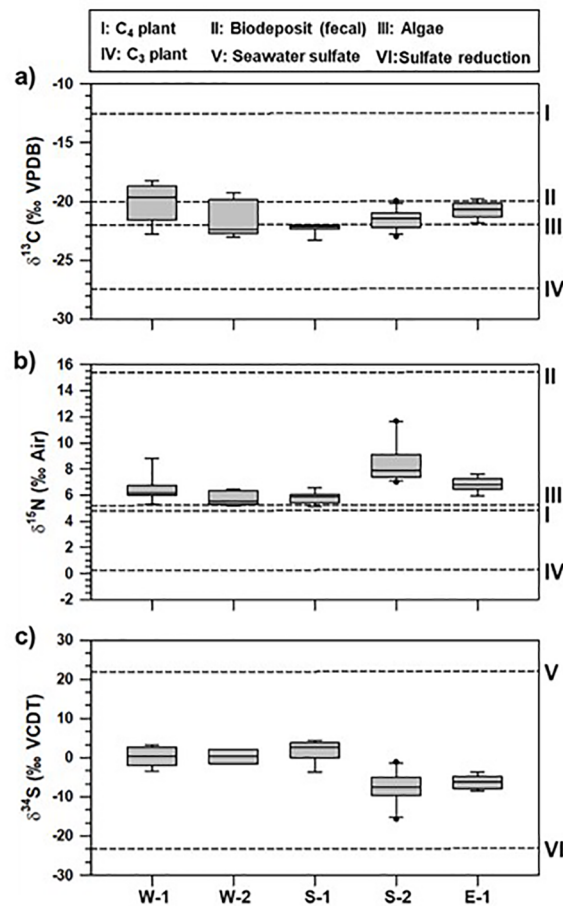 I: C₄ plant II: Biodeposit (fecal) III: Algae
IV: C₃ plant V: Seawater sulfate VI:Sulfate reduction
a)
-10
I
-15
δ¹³C (‰ VPDB)
-20
II
III
-25
IV
-30
b)
16
II
14
12
10
δ¹⁵N (‰ Air)
8
6
III
4
I
2
0
IV
-2
c)
30
V
20
10
δ³⁴S (‰ VCDT)
0
-10
-20
VI
-30
W-1 W-2 S-1 S-2 E-1